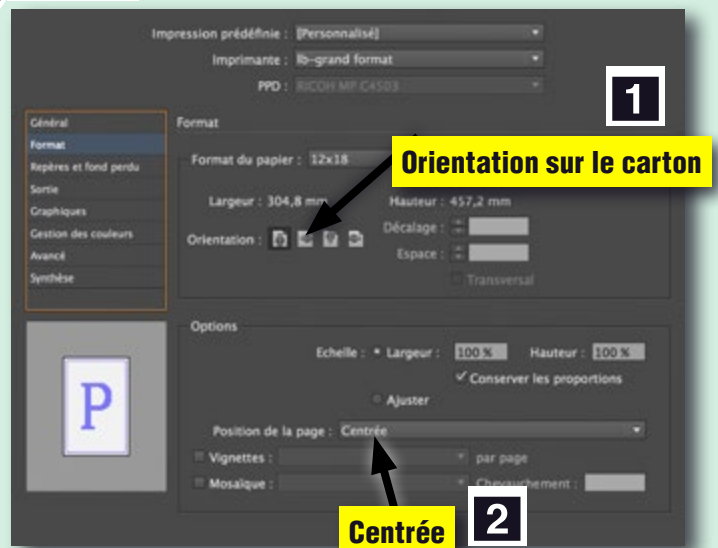 Impression prédéfinie : [Personnalisé]
Imprimante : lb-grand format
PPD : RICOH MP C4503
1
Général
Format
Repères et fond perdu
Sortie
Graphiques
Gestion des couleurs
Avancé
Synthèse
Format
Format du papier : 12x18
Orientation sur le carton
Largeur : 304,8 mm Hauteur : 457,2 mm
Orientation : Décalage :
Espace :
Transversal
P
Options
Echelle : Largeur : 100 % Hauteur : 100 %
Conserver les proportions
Ajuster
Position de la page : Centrée
Vignettes : par page
Mosaïque : Chevauchement :
Centrée 2